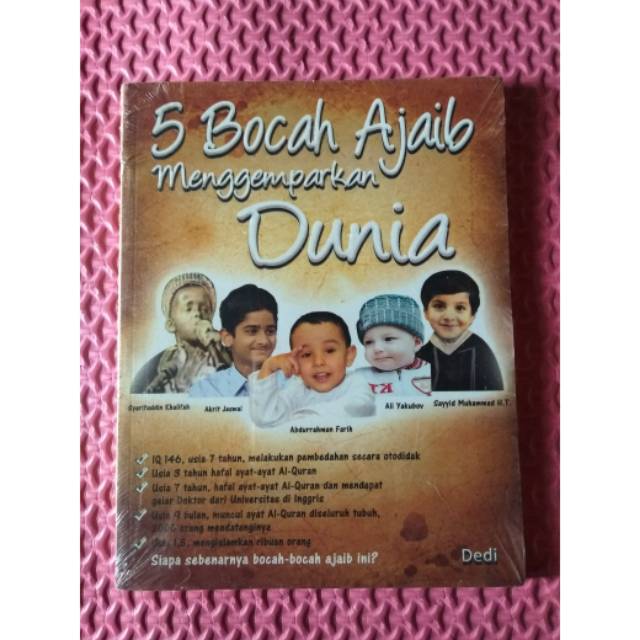 5 Bocah Ajaib
Menggemparkan
Dunia
Syarifuddin Khalifah
Akrit Jaswal
Abdurrahman Farih
Ali Yakubov
Sayyid Muhammad H.T.
IQ 146, usia 7 tahun, melakukan pembedahan secara otodidak
Usia 3 tahun hafal ayat-ayat Al-Quran
Usia 7 tahun, hafal ayat-ayat Al-Quran dan mendapat
gelar Doktor dari Universitas di Inggris
Usia 9 bulan, muncul ayat Al-Quran diseluruh tubuh,
orang mendatanginya
1,5, mengislamkan ribuan orang
Siapa sebenarnya bocah-bocah ajaib ini?
Dedi